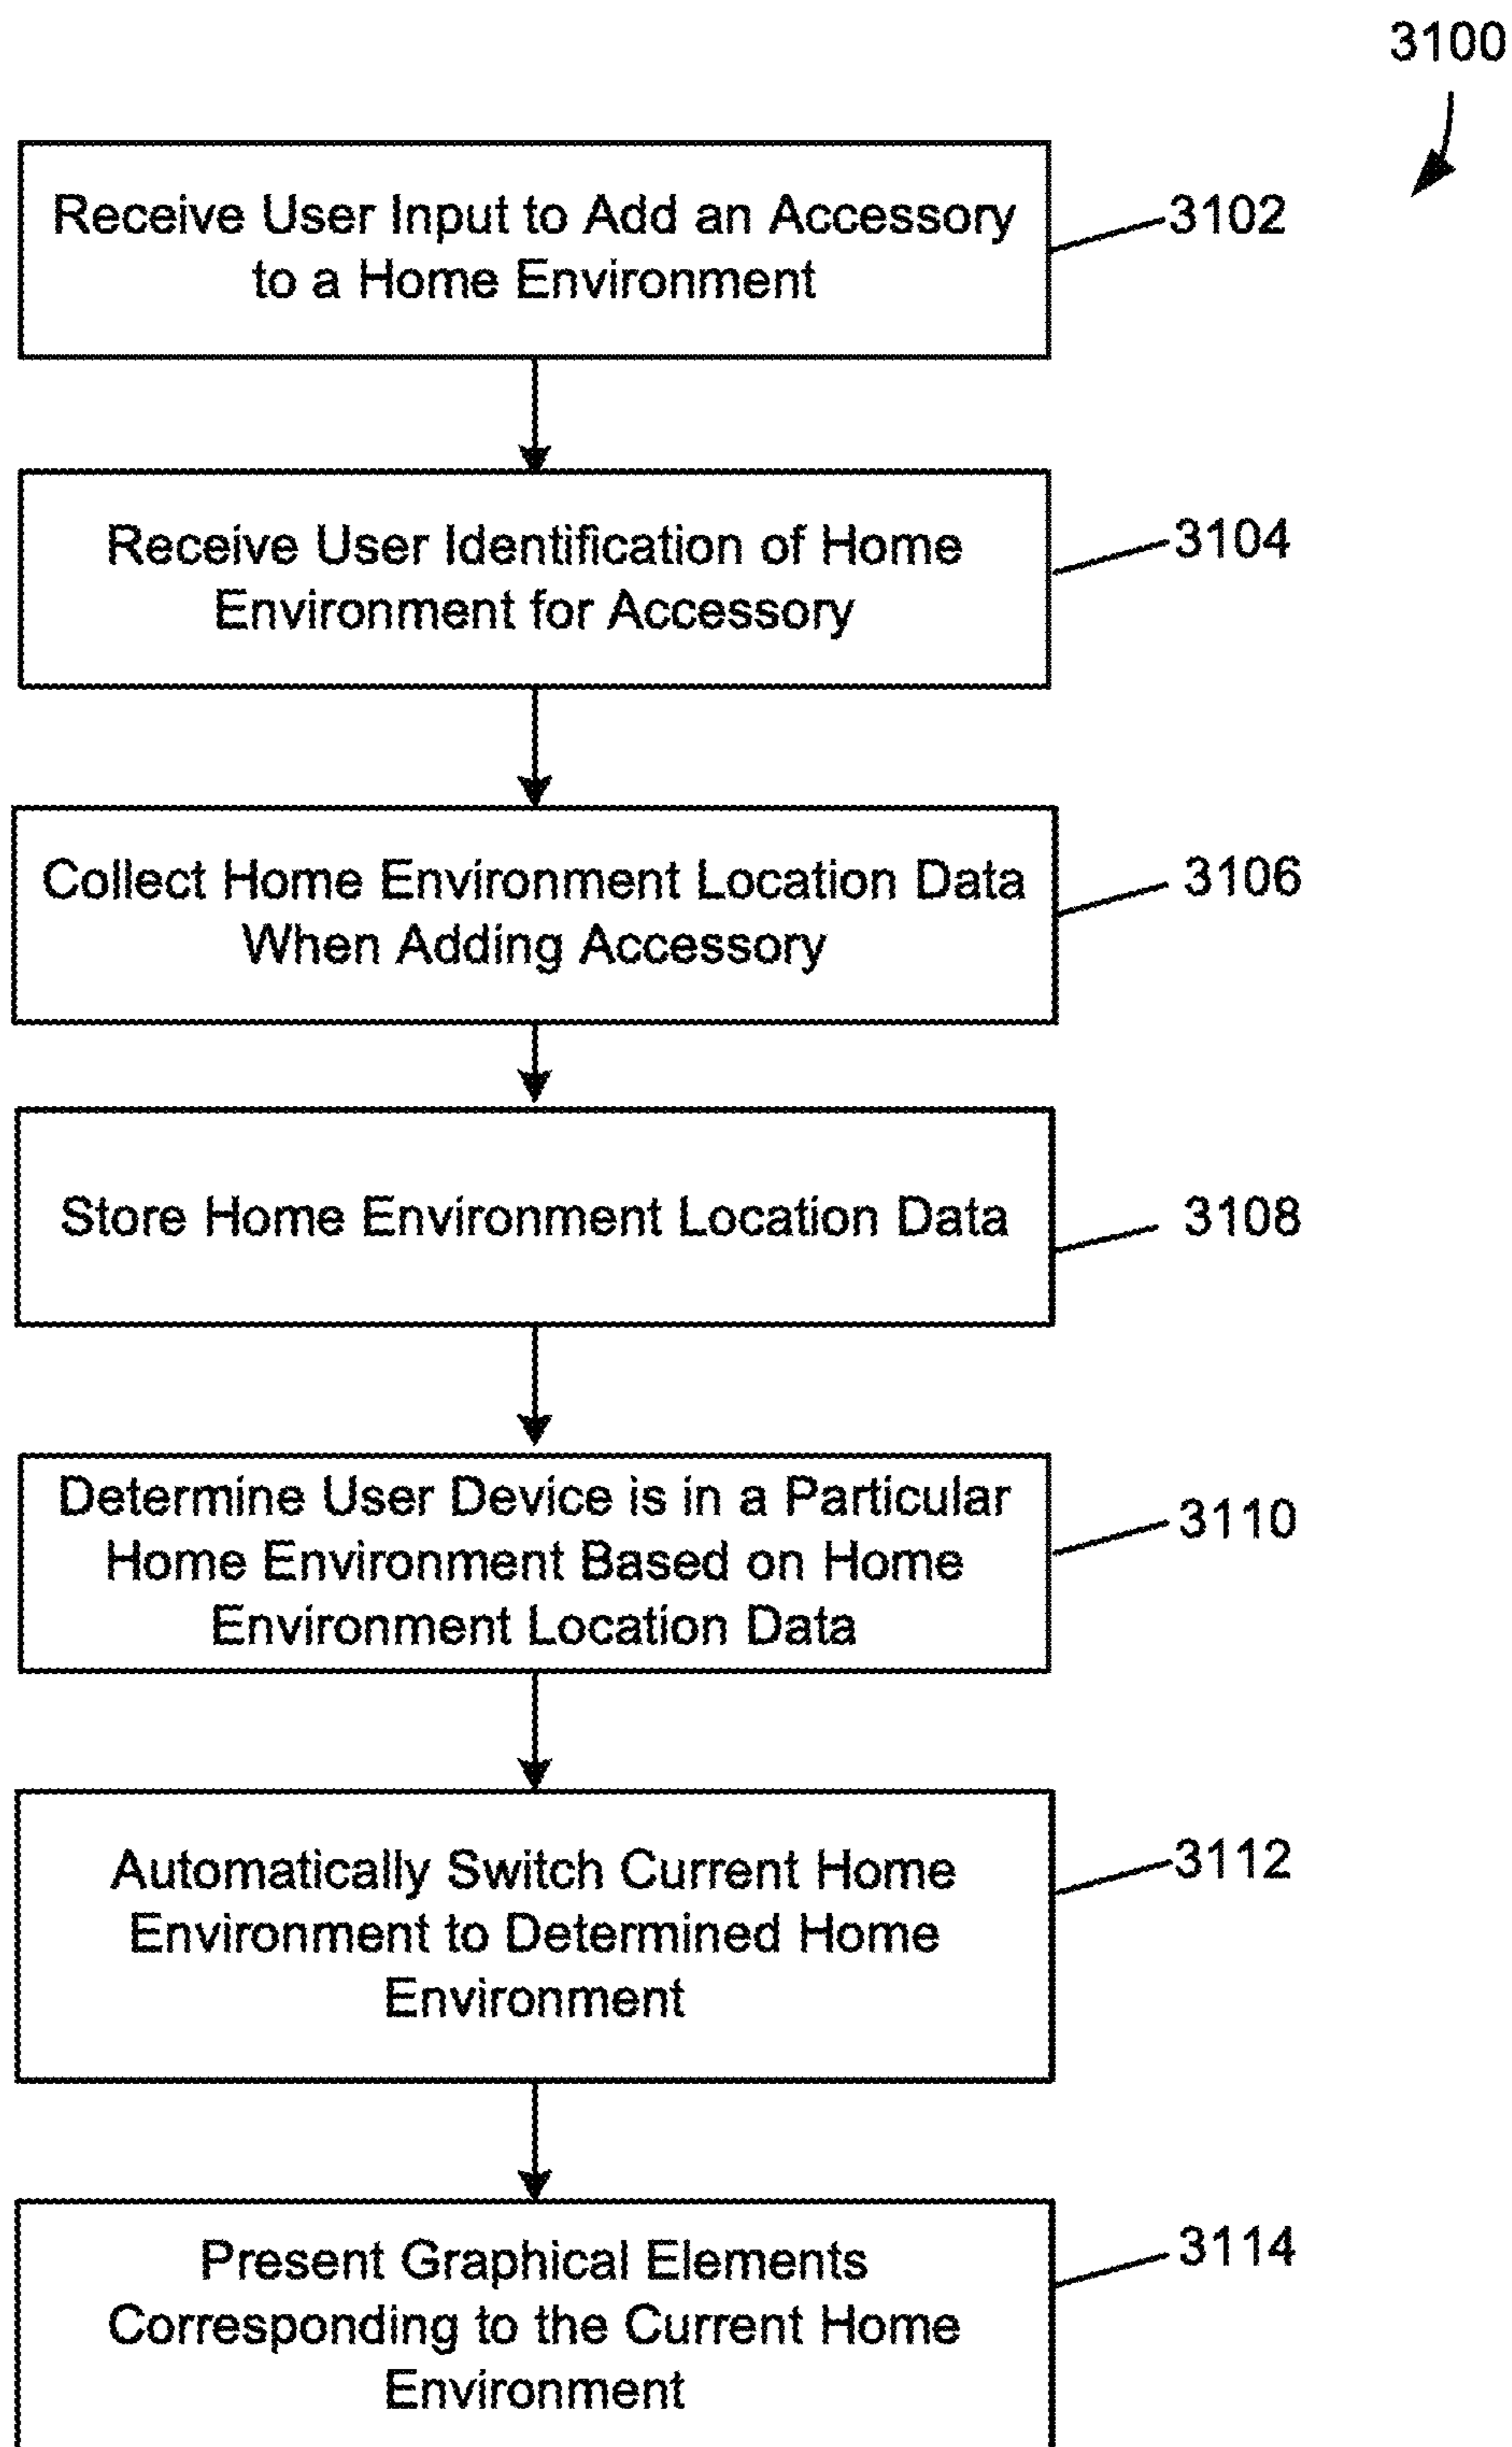 3100
Receive User Input to Add an Accessory
to a Home Environment
3102
Receive User Identification of Home
Environment for Accessory
3104
Collect Home Environment Location Data
When Adding Accessory
3106
Store Home Environment Location Data
3108
Determine User Device is in a Particular
Home Environment Based on Home
Environment Location Data
3110
Automatically Switch Current Home
Environment to Determined Home
Environment
3112
Present Graphical Elements
Corresponding to the Current Home
Environment
3114